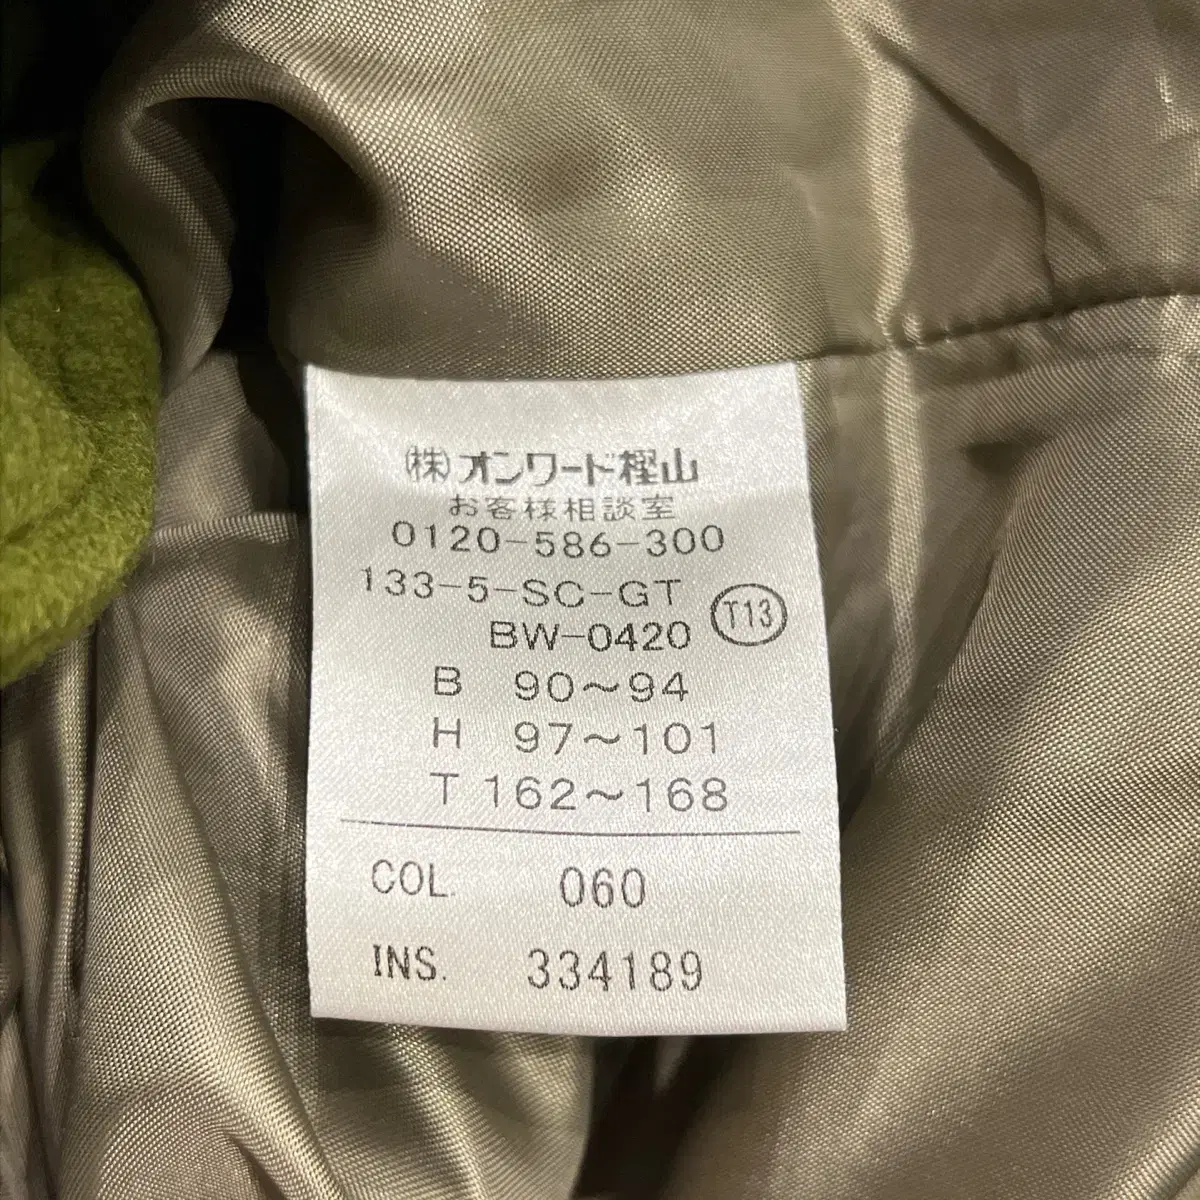 (株)オンワード樫山
お客様相談室
0120-586-300
133-5-SC-GT
BW-0420
T13
B 90~94
H 97~101
T 162~168
COL. 060
INS. 334189